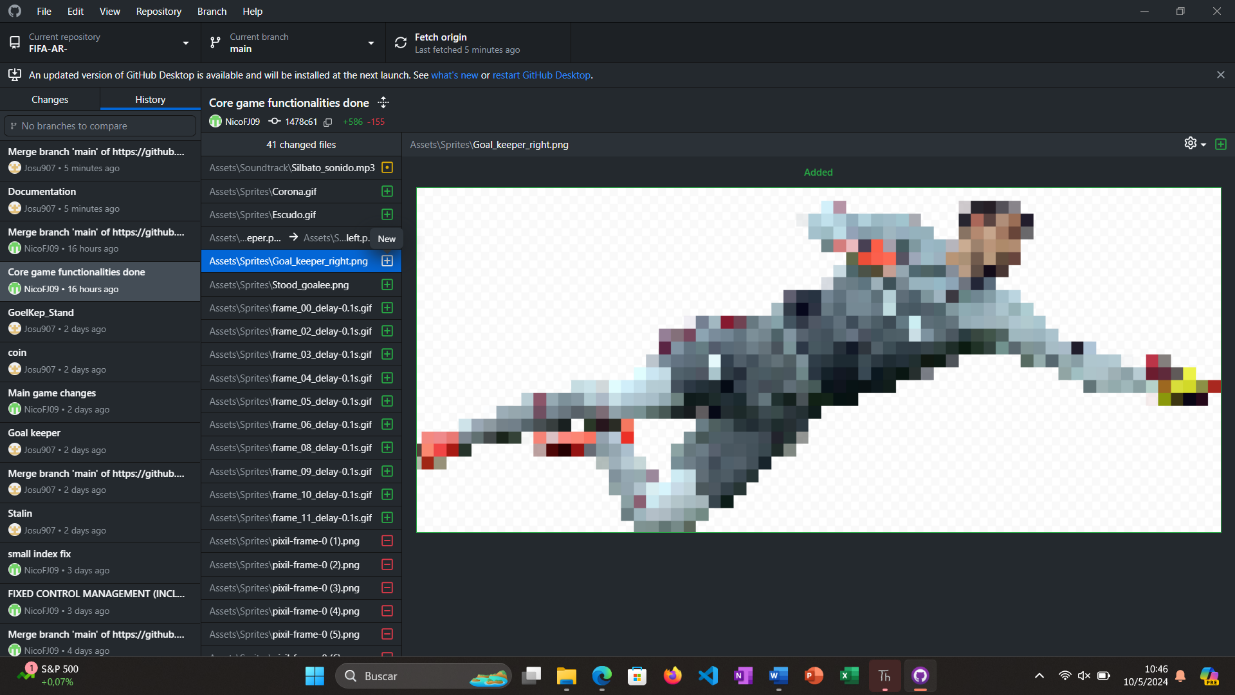 File Edit View Repository Branch Help
Current repository
FIFA-AR-
Current branch
main
Fetch origin
Last fetched 5 minutes ago
An updated version of GitHub Desktop is available and will be installed at the next launch. See what's new or restart GitHub Desktop.
Changes
History
No branches to compare
Merge branch 'main' of https://github....
Josu907 • 5 minutes ago
Documentation
Josu907 • 5 minutes ago
Merge branch 'main' of https://github....
NicoFJ09 • 16 hours ago
Core game functionalities done
NicoFJ09 • 16 hours ago
GoelKep_Stand
Josu907 • 2 days ago
coin
Josu907 • 2 days ago
Main game changes
NicoFJ09 • 2 days ago
Goal keeper
Josu907 • 2 days ago
Merge branch 'main' of https://github....
Josu907 • 2 days ago
Stalin
Josu907 • 2 days ago
small index fix
NicoFJ09 • 3 days ago
FIXED CONTROL MANAGEMENT (INCL...
NicoFJ09 • 3 days ago
Merge branch 'main' of https://github....
NicoFJ09 • 4 days ago
Core game functionalities done
NicoFJ09 1478c61 +586 -155
41 changed files
Assets\Soundtrack\Silbato_sonido.mp3
Assets\Sprites\Corona.gif
Assets\Sprites\Escudo.gif
Assets\...eper.p... → Assets\S...left.p...
New
Assets\Sprites\Goal_keeper_right.png
Assets\Sprites\Stood_goalee.png
Assets\Sprites\frame_00_delay-0.1s.gif
Assets\Sprites\frame_02_delay-0.1s.gif
Assets\Sprites\frame_03_delay-0.1s.gif
Assets\Sprites\frame_04_delay-0.1s.gif
Assets\Sprites\frame_05_delay-0.1s.gif
Assets\Sprites\frame_06_delay-0.1s.gif
Assets\Sprites\frame_08_delay-0.1s.gif
Assets\Sprites\frame_09_delay-0.1s.gif
Assets\Sprites\frame_10_delay-0.1s.gif
Assets\Sprites\frame_11_delay-0.1s.gif
Assets\Sprites\pixil-frame-0 (1).png
Assets\Sprites\pixil-frame-0 (2).png
Assets\Sprites\pixil-frame-0 (3).png
Assets\Sprites\pixil-frame-0 (4).png
Assets\Sprites\pixil-frame-0 (5).png
Assets\Sprites\Goal_keeper_right.png
Added
1
S&P 500
+0,07%
Buscar
Th
10:46
10/5/2024
PRE